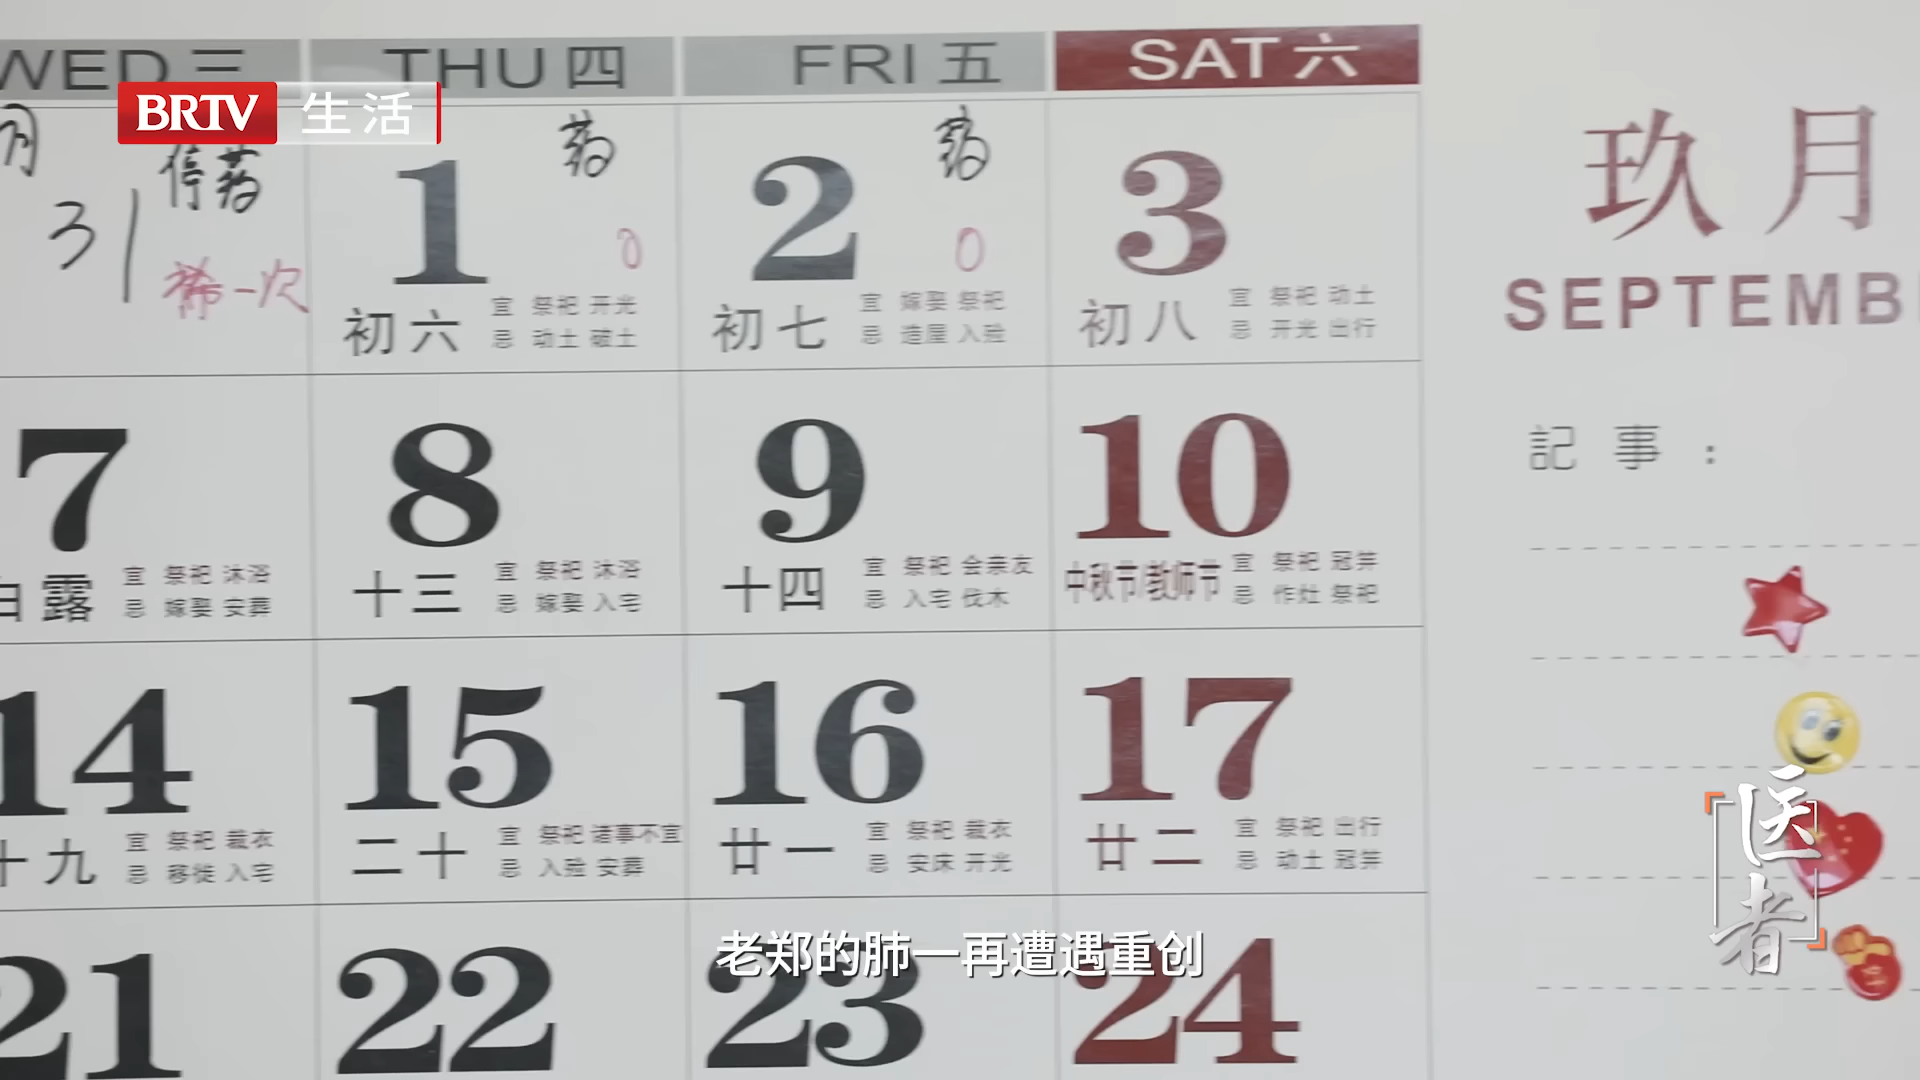 WED 三 THU 四 FRI 五 SAT 六
BRTV 生活
月 31 停药
稀一次
1 药
0
初六 宜 祭祀 开光
忌 动土 破土
2 药
0
初七 宜 嫁娶 祭祀
忌 造屋 入殓
3
初八 宜 祭祀 动土
忌 开光 出行
玖月
SEPTEMB
記事：
7
白露 宜 祭祀 沐浴
忌 嫁娶 安葬
8
十三 宜 祭祀 沐浴
忌 嫁娶 入宅
9
十四 宜 祭祀 会亲友
忌 入宅 伐木
10
中秋节/教师节 宜 祭祀 冠笄
忌 作灶 祭祀
14
十九 宜 祭祀 裁衣
忌 移徙 入宅
15
二十 宜 祭祀 诸事不宜
忌 入殓 安葬
16
廿一 宜 祭祀 裁衣
忌 安床 开光
17
廿二 宜 祭祀 出行
忌 动土 冠笄
医者
21 22 23 24
老郑的肺一再遭遇重创